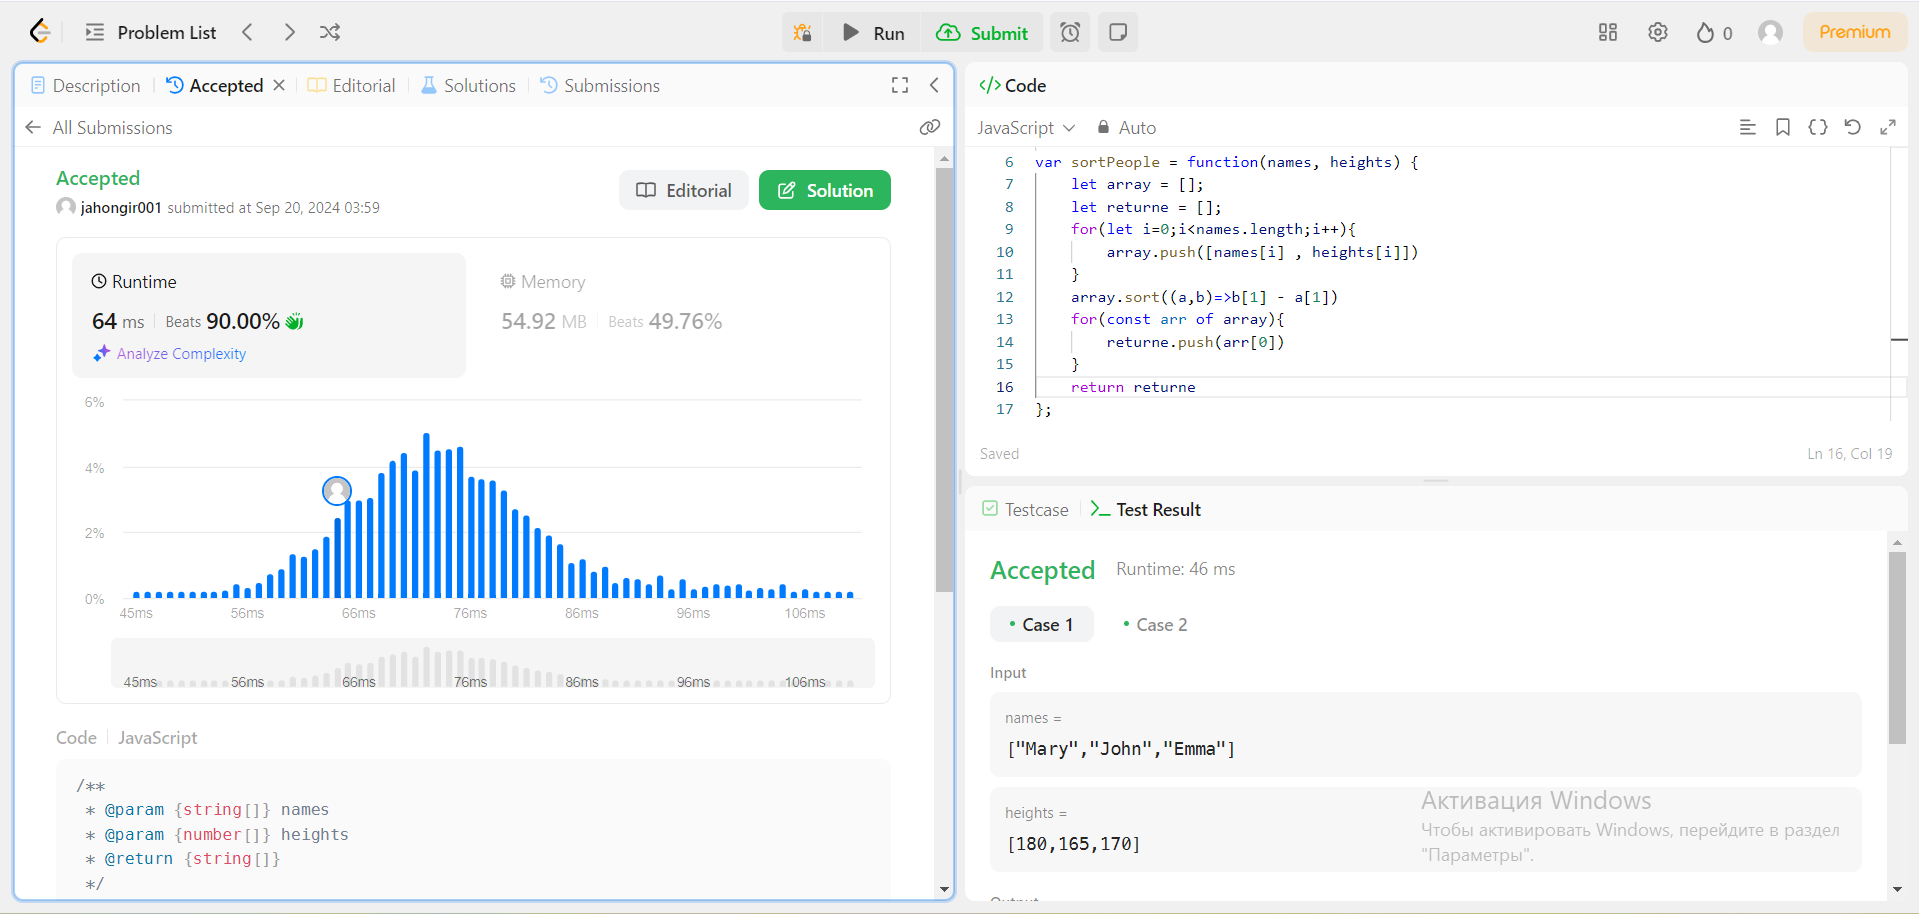 Problem List
Run
Submit
0
Premium
Description
Accepted
Editorial
Solutions
Submissions
All Submissions
Accepted
jahongir001 submitted at Sep 20, 2024 03:59
Editorial
Solution
Runtime
64 ms
Beats 90.00%
Analyze Complexity
Memory
54.92 MB
Beats 49.76%
6%
4%
2%
0%
45ms 56ms 66ms 76ms 86ms 96ms 106ms
45ms 56ms 66ms 76ms 86ms 96ms 106ms
Code
JavaScript
/**
* @param {string[]} names
* @param {number[]} heights
* @return {string[]}
*/
</> Code
JavaScript
Auto
6 var sortPeople = function(names, heights) {
7 let array = [];
8 let returne = [];
9 for(let i=0;i<names.length;i++){
10 array.push([names[i] , heights[i]])
11 }
12 array.sort((a,b)=>b[1] - a[1])
13 for(const arr of array){
14 returne.push(arr[0])
15 }
16 return returne
17 };
Saved
Ln 16, Col 19
Testcase
Test Result
Accepted
Runtime: 46 ms
Case 1
Case 2
Input
names =
["Mary","John","Emma"]
heights =
[180,165,170]
Активация Windows
Чтобы активировать Windows, перейдите в раздел
"Параметры".